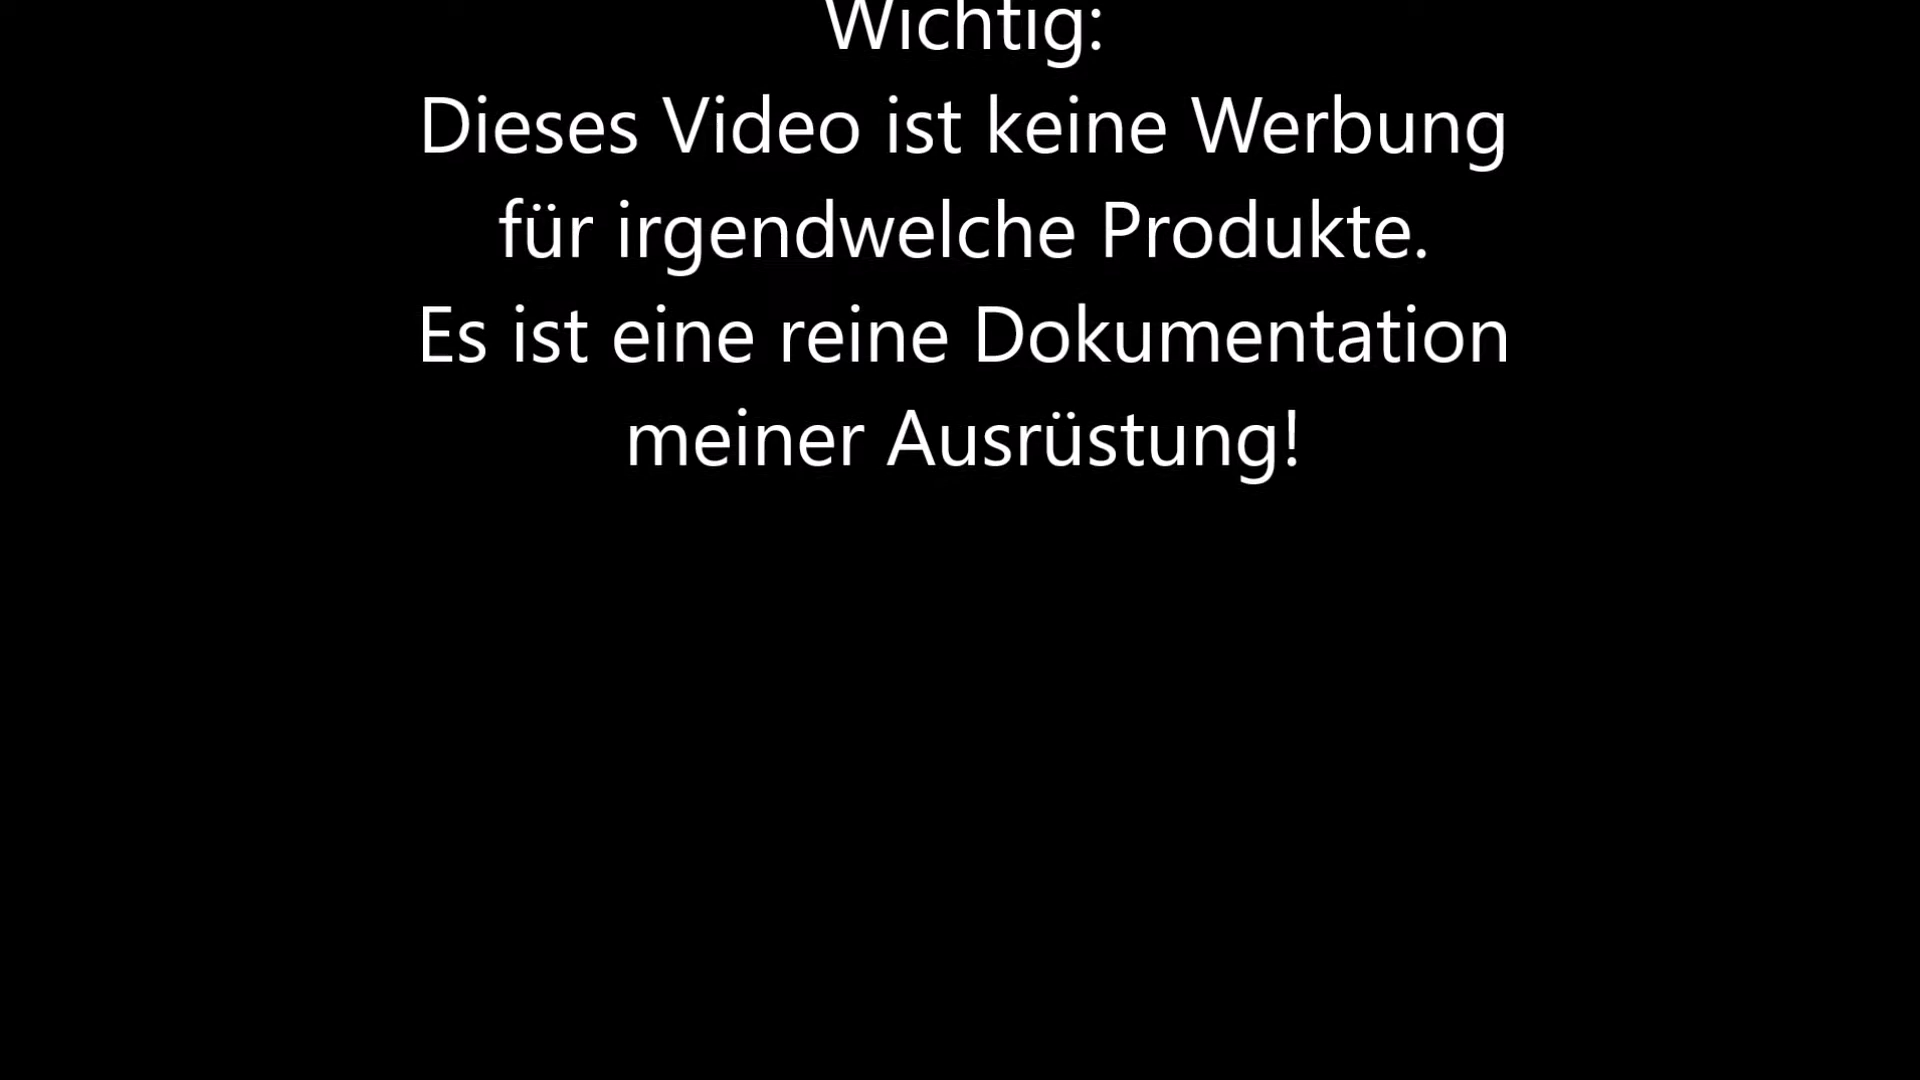 Wichtig:
Dieses Video ist keine Werbung
für irgendwelche Produkte.
Es ist eine reine Dokumentation
meiner Ausrüstung!